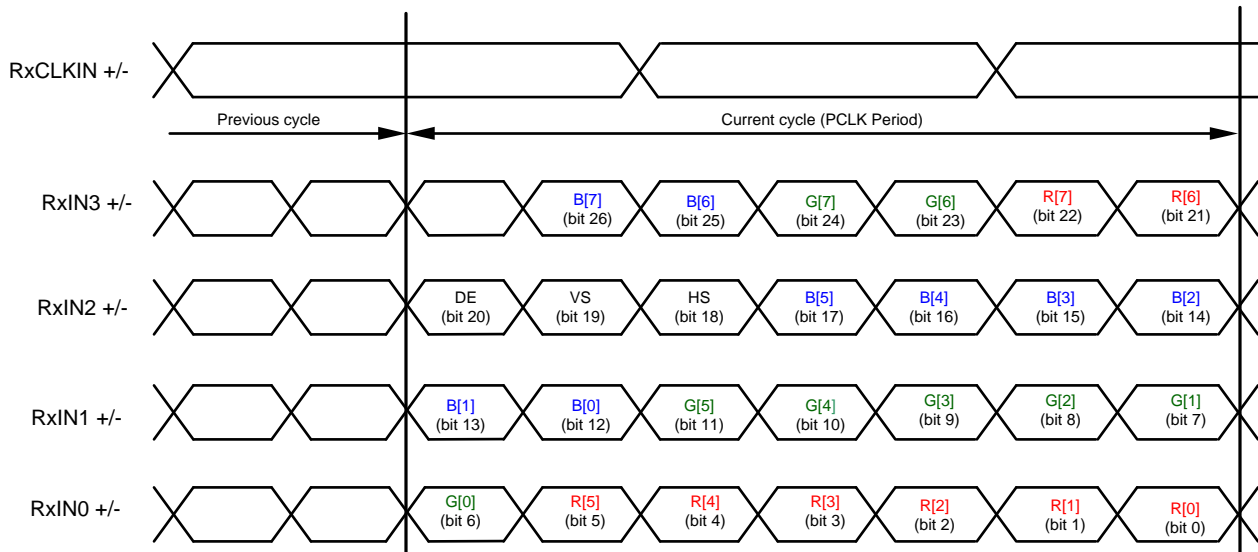 RxCLKIN +/-
Previous cycle
Current cycle (PCLK Period)
RxIN3 +/-
B[7]
(bit 26)
B[6]
(bit 25)
G[7]
(bit 24)
G[6]
(bit 23)
R[7]
(bit 22)
R[6]
(bit 21)
RxIN2 +/-
DE
(bit 20)
VS
(bit 19)
HS
(bit 18)
B[5]
(bit 17)
B[4]
(bit 16)
B[3]
(bit 15)
B[2]
(bit 14)
RxIN1 +/-
B[1]
(bit 13)
B[0]
(bit 12)
G[5]
(bit 11)
G[4]
(bit 10)
G[3]
(bit 9)
G[2]
(bit 8)
G[1]
(bit 7)
RxIN0 +/-
G[0]
(bit 6)
R[5]
(bit 5)
R[4]
(bit 4)
R[3]
(bit 3)
R[2]
(bit 2)
R[1]
(bit 1)
R[0]
(bit 0)